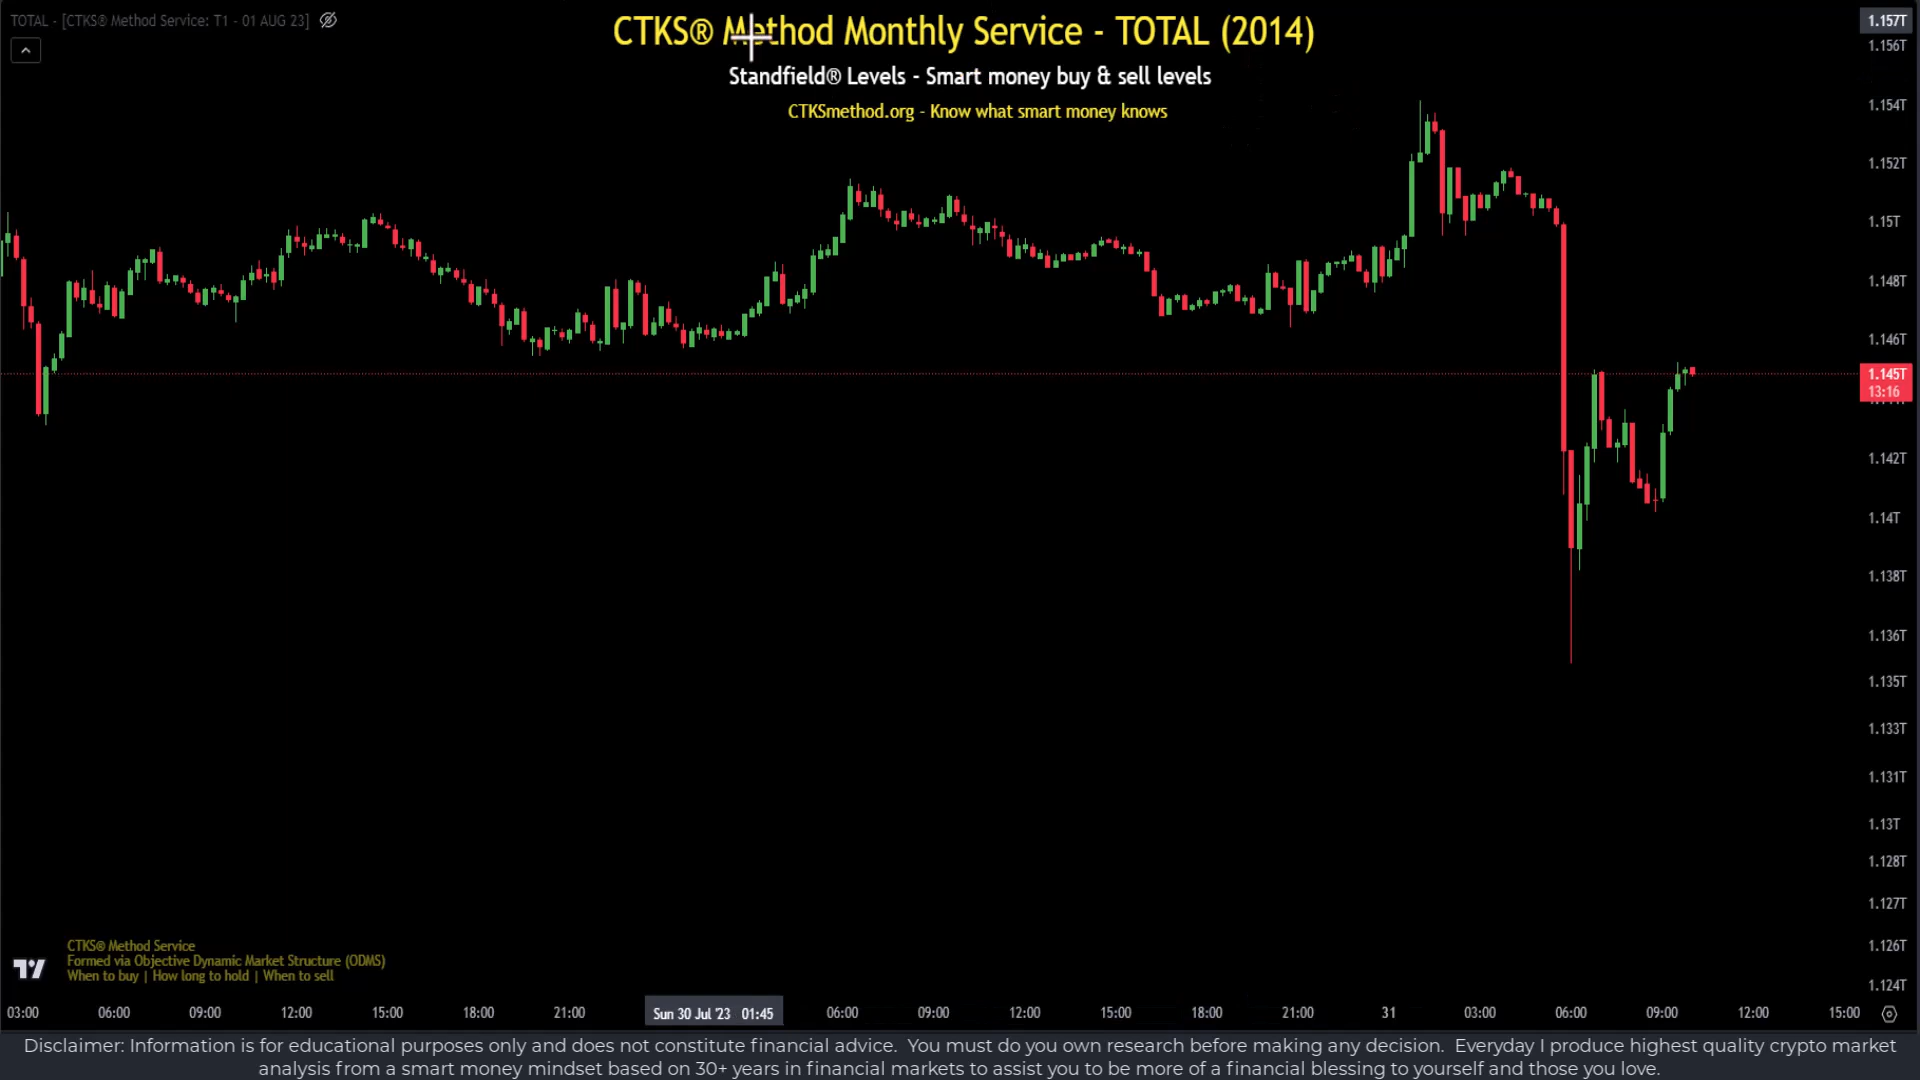 TOTAL - [CTKS® Method Service: T1 - 01 AUG 23]
CTKS® Method Monthly Service - TOTAL (2014)
Standfield® Levels - Smart money buy & sell levels
CTKSmethod.org - Know what smart money knows
1.157T
1.156T
1.154T
1.152T
1.15T
1.148T
1.146T
1.145T
13:16
1.142T
1.14T
1.138T
1.136T
1.135T
1.133T
1.131T
1.13T
1.128T
1.127T
1.126T
1.124T
CTKS® Method Service
Formed via Objective Dynamic Market Structure (ODMS)
When to buy | How long to hold | When to sell
03:00 06:00 09:00 12:00 15:00 18:00 21:00 Sun 30 Jul '23 01:45 06:00 09:00 12:00 15:00 18:00 21:00 31 03:00 06:00 09:00 12:00 15:00
Disclaimer: Information is for educational purposes only and does not constitute financial advice. You must do you own research before making any decision. Everyday I produce highest quality crypto market
analysis from a smart money mindset based on 30+ years in financial markets to assist you to be more of a financial blessing to yourself and those you love.